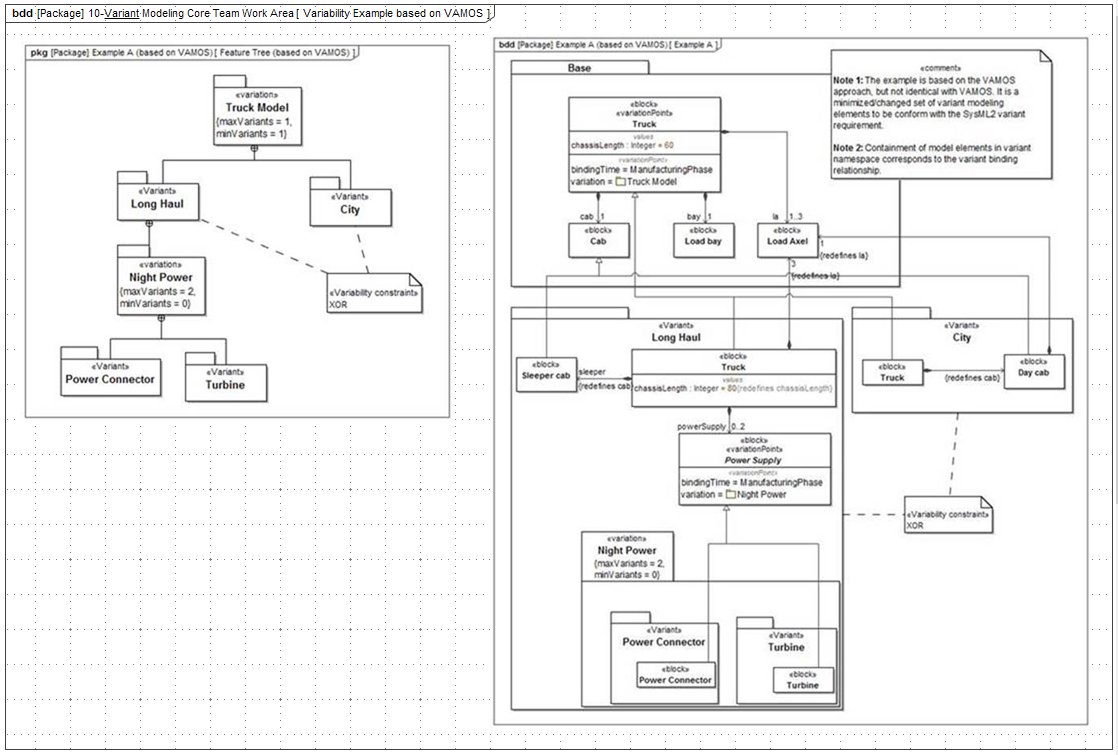 bdd [Package] 10-Variant Modeling Core Team Work Area [ Variability Example based on VAMOS ]
pkg [Package] Example A (based on VAMOS) [ Feature Tree (based on VAMOS) ]
«variation»
Truck Model
{maxVariants = 1,
minVariants = 1}
«Variant»
Long Haul
«Variant»
City
«variation»
Night Power
{maxVariants = 2,
minVariants = 0}
«Variability constraint»
XOR
«Variant»
Power Connector
«Variant»
Turbine
bdd [Package] Example A (based on VAMOS) [ Example A ]
Base
«comment»
Note 1: The example is based on the VAMOS
approach, but not identical with VAMOS. It is a
minimized/changed set of variant modeling
elements to be conform with the SysML2 variant
requirement.
Note 2: Containment of model elements in variant
namespace corresponds to the variant binding
relationship.
«block»
«variationPoint»
Truck
values
chassisLength : Integer = 60
«variationPoint»
bindingTime = ManufacturingPhase
variation = Truck Model
cab 1
bay 1
la 1..3
«block»
Cab
«block»
Load bay
«block»
Load Axel
1
{redefines la}
3
{redefines la}
«Variant»
Long Haul
«Variant»
City
«block»
Sleeper cab
sleeper
{redefines cab
«block»
Truck
values
chassisLength : Integer = 80{redefines chassisLength}
«block»
Truck
{redefines cab}
«block»
Day cab
powerSupply 0..2
«block»
«variationPoint»
Power Supply
«variationPoint»
bindingTime = ManufacturingPhase
variation = Night Power
«Variability constraint»
XOR
«variation»
Night Power
{maxVariants = 2,
minVariants = 0}
«Variant»
Power Connector
«block»
Power Connector
«Variant»
Turbine
«block»
Turbine